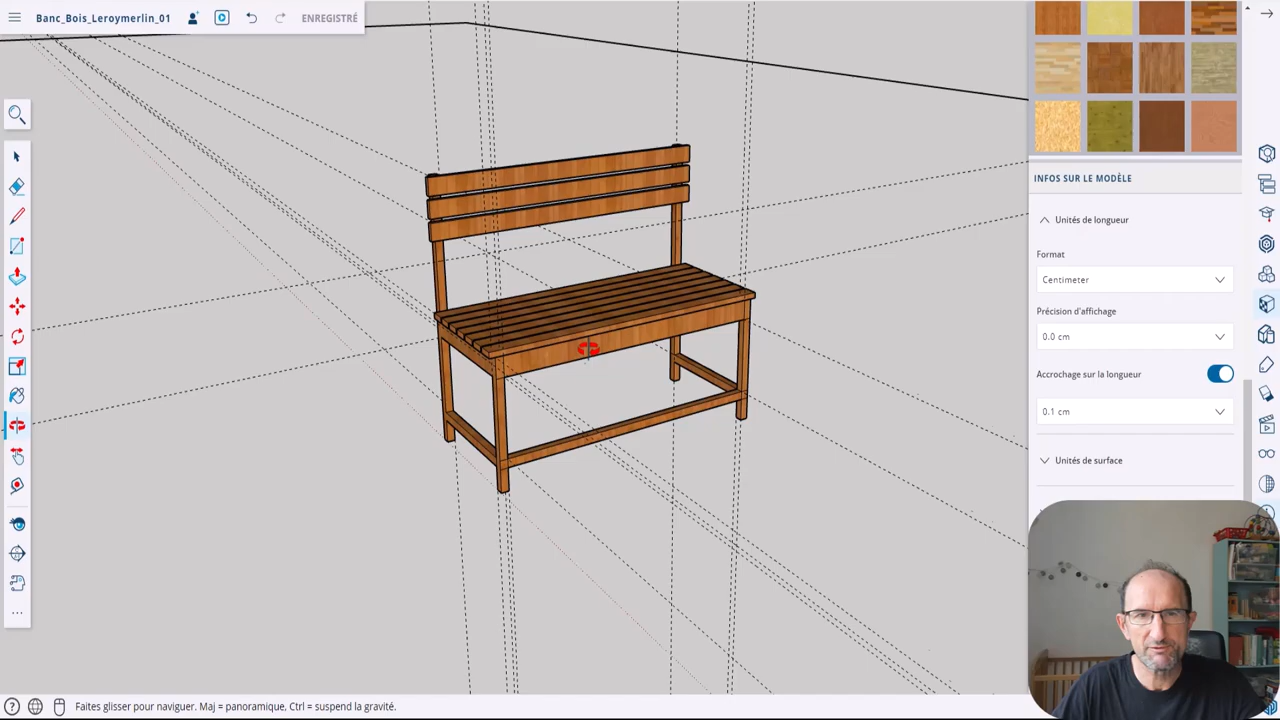 Banc_Bois_Leroymerlin_01
ENREGISTRÉ
INFOS SUR LE MODÈLE
Unités de longueur
Format
Centimeter
Précision d'affichage
0.0 cm
Accrochage sur la longueur
0.1 cm
Unités de surface
Faites glisser pour naviguer. Maj = panoramique, Ctrl = suspend la gravité.